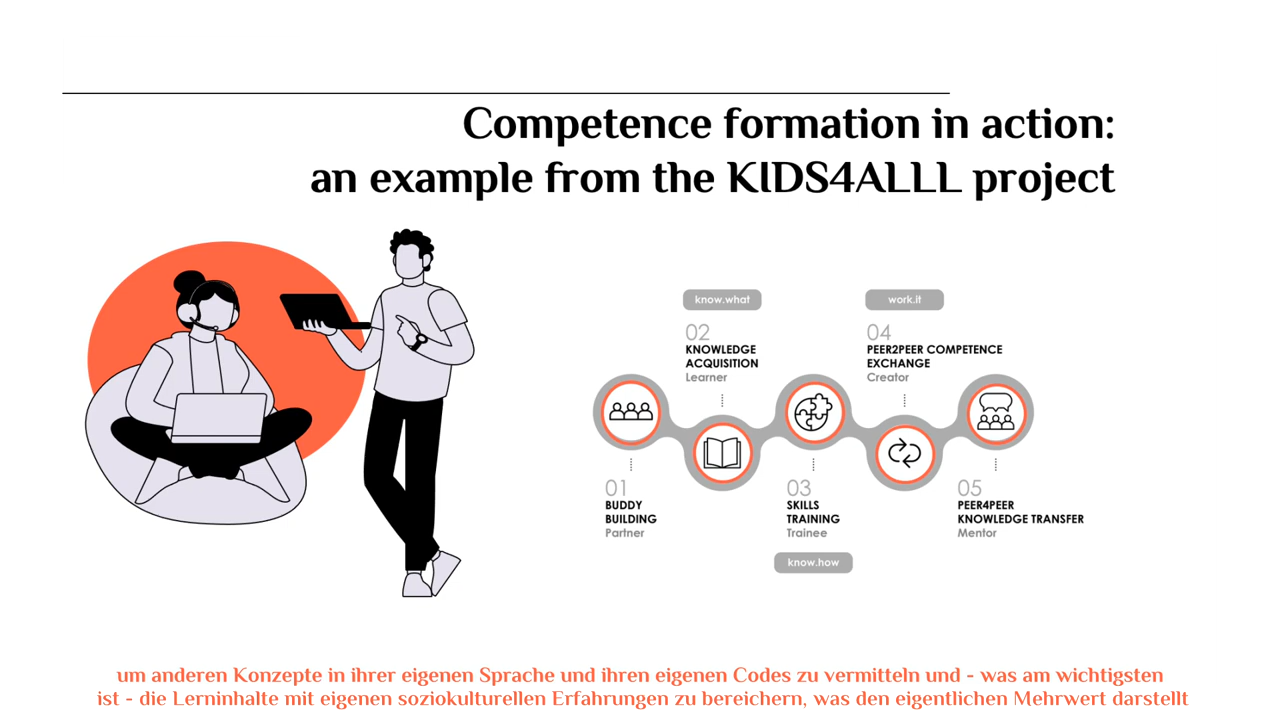 Competence formation in action:
an example from the KIDS4ALLL project
know.what
work.it
02
KNOWLEDGE
ACQUISITION
Learner
04
PEER2PEER COMPETENCE
EXCHANGE
Creator
01
BUDDY
BUILDING
Partner
03
SKILLS
TRAINING
Trainee
05
PEER4PEER
KNOWLEDGE TRANSFER
Mentor
know.how
um anderen Konzepte in ihrer eigenen Sprache und ihren eigenen Codes zu vermitteln und - was am wichtigsten
ist - die Lerninhalte mit eigenen soziokulturellen Erfahrungen zu bereichern, was den eigentlichen Mehrwert darstellt